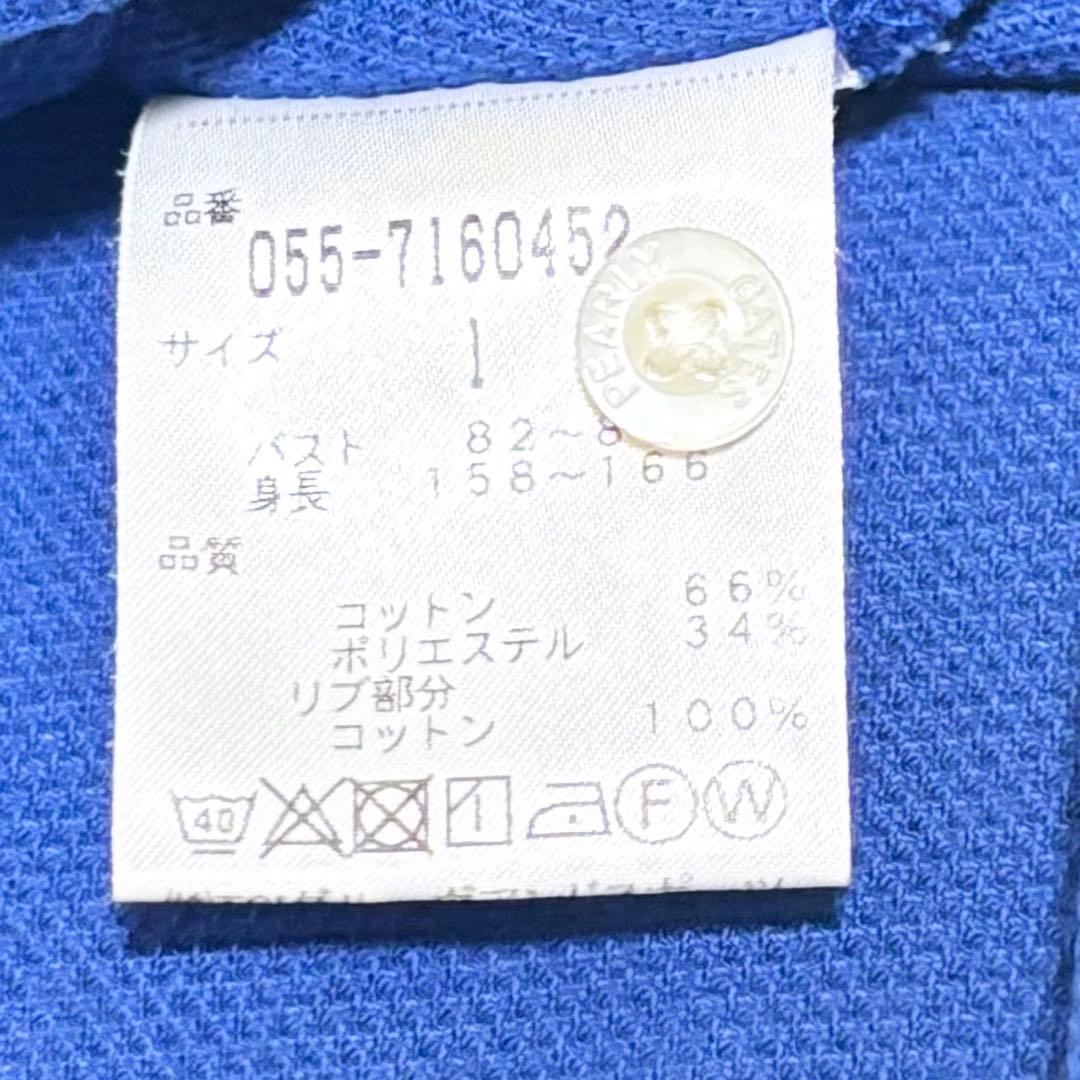 品番
055-7160452
サイズ 1
PEARLY GATES
バスト 82~8
身長 158~166
品質
コットン 66%
ポリエステル 34%
リブ部分
コットン 100%
40 F W